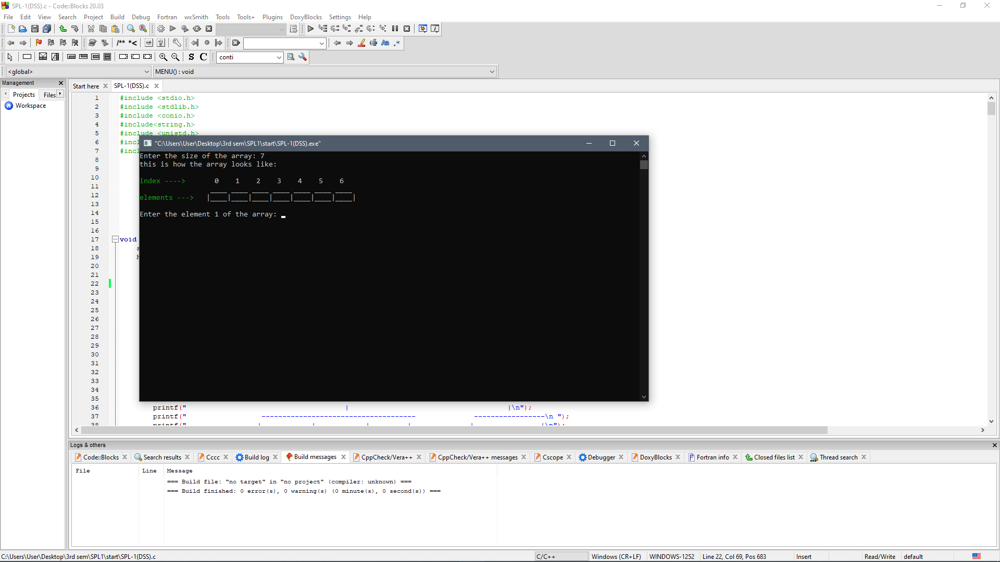 SPL-1(DSS).c - Code::Blocks 20.03
File Edit View Search Project Build Debug Fortran wxSmith Tools Tools+ Plugins DoxyBlocks Settings Help
/** *<
Aa .*
S C conti
<global> MENU() : void
Management
Start here SPL-1(DSS).c
Projects Files
Workspace
1 #include <stdio.h>
2 #include <stdlib.h>
3 #include <conio.h>
4 #include<string.h>
5 #include <unistd.h>
6 #incl
7 #incl
8
9
10
11
12
13
14
15
16
17 void
18
19
20
21
22
23
24
25
26
27
28
29
30
31
32
33
34
35
36 printf(" | |\n");
37 printf(" ------------------------------------- -----------------\n ");
38 printf(" | | | | | |\n");
"C:\Users\User\Desktop\3rd sem\SPL1\start\SPL-1(DSS).exe"
Enter the size of the array: 7
this is how the array looks like:
index ----> 0 1 2 3 4 5 6
____ ____ ____ ____ ____ ____ ____
elements ---> |____|____|____|____|____|____|____|
Enter the element 1 of the array: _
Logs & others
Code::Blocks Search results Cccc Build log Build messages CppCheck/Vera++ CppCheck/Vera++ messages Cscope Debugger DoxyBlocks Fortran info Closed files list Thread search
File Line Message
=== Build file: "no target" in "no project" (compiler: unknown) ===
=== Build finished: 0 error(s), 0 warning(s) (0 minute(s), 0 second(s)) ===
C:\Users\User\Desktop\3rd sem\SPL1\start\SPL-1(DSS).c C/C++ Windows (CR+LF) WINDOWS-1252 Line 22, Col 69, Pos 683 Insert Read/Write default